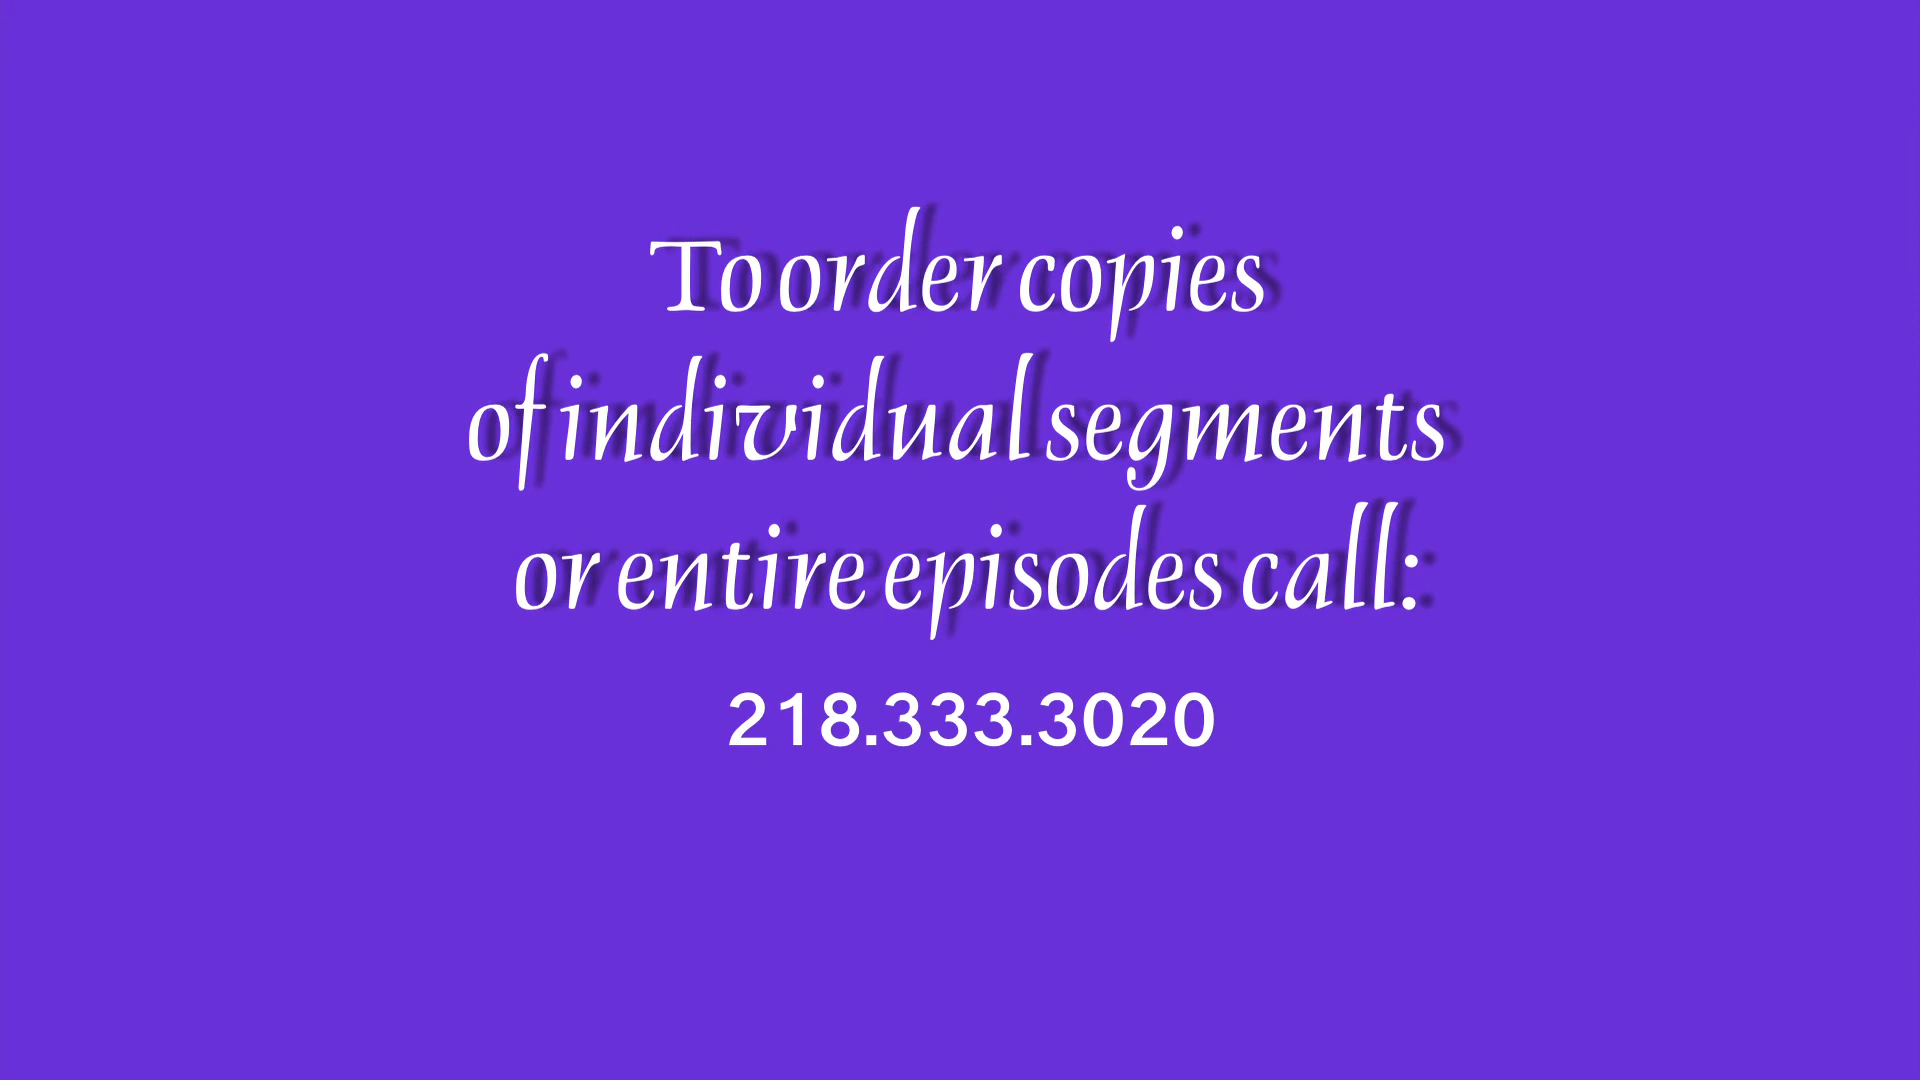 To order copies
of individual segments
or entire episodes call:
218.333.3020